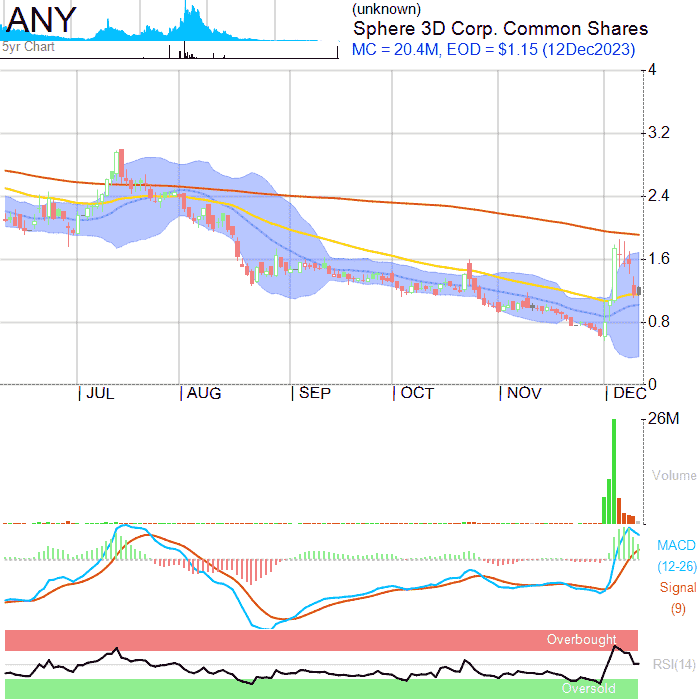 ANY
5yr Chart
(unknown)
Sphere 3D Corp. Common Shares
MC = 20.4M, EOD = $1.15 (12Dec2023)
4
3.2
2.4
1.6
0.8
0
JUL
AUG
SEP
OCT
NOV
DEC
26M
Volume
MACD
(12-26)
Signal
(9)
Overbought
RSI(14)
Oversold